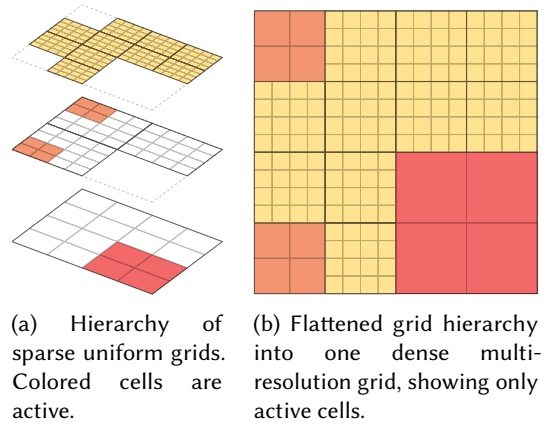 (a) Hierarchy of
sparse uniform grids.
Colored cells are
active.
(b) Flattened grid hierarchy
into one dense multi-
resolution grid, showing only
active cells.